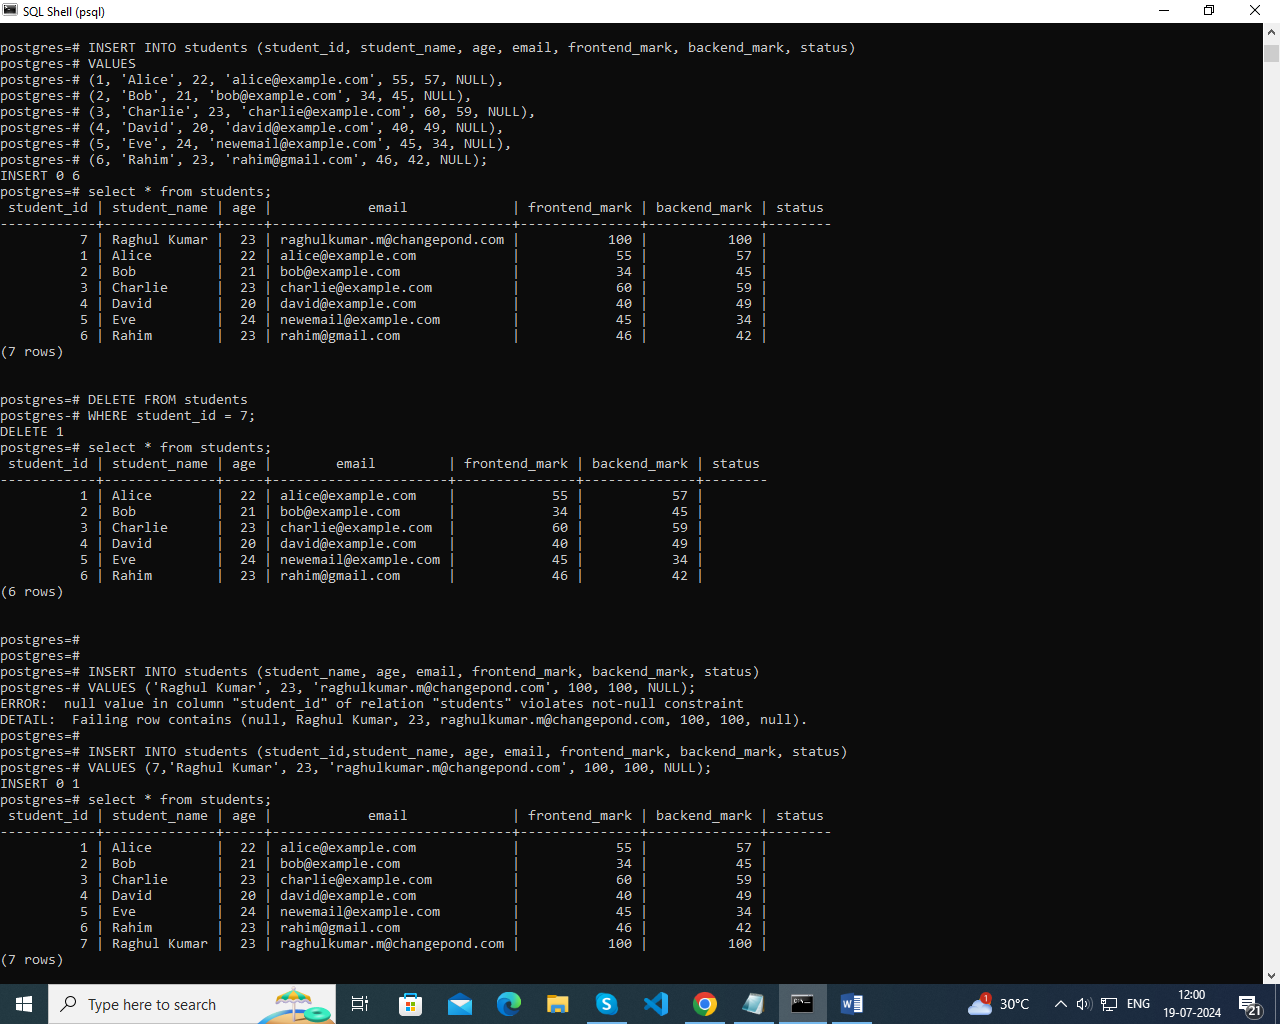 SQL Shell (psql)
postgres=# INSERT INTO students (student_id, student_name, age, email, frontend_mark, backend_mark, status)
postgres-# VALUES
postgres-# (1, 'Alice', 22, 'alice@example.com', 55, 57, NULL),
postgres-# (2, 'Bob', 21, 'bob@example.com', 34, 45, NULL),
postgres-# (3, 'Charlie', 23, 'charlie@example.com', 60, 59, NULL),
postgres-# (4, 'David', 20, 'david@example.com', 40, 49, NULL),
postgres-# (5, 'Eve', 24, 'newemail@example.com', 45, 34, NULL),
postgres-# (6, 'Rahim', 23, 'rahim@gmail.com', 46, 42, NULL);
INSERT 0 6
postgres=# select * from students;
 student_id | student_name | age |            email             | frontend_mark | backend_mark | status
------------+--------------+-----+------------------------------+---------------+--------------+--------
          7 | Raghul Kumar |  23 | raghulkumar.m@changepond.com |           100 |          100 |
          1 | Alice        |  22 | alice@example.com            |            55 |           57 |
          2 | Bob          |  21 | bob@example.com              |            34 |           45 |
          3 | Charlie      |  23 | charlie@example.com          |            60 |           59 |
          4 | David        |  20 | david@example.com            |            40 |           49 |
          5 | Eve          |  24 | newemail@example.com         |            45 |           34 |
          6 | Rahim        |  23 | rahim@gmail.com              |            46 |           42 |
(7 rows)
postgres=# DELETE FROM students
postgres-# WHERE student_id = 7;
DELETE 1
postgres=# select * from students;
 student_id | student_name | age |        email         | frontend_mark | backend_mark | status
------------+--------------+-----+----------------------+---------------+--------------+--------
          1 | Alice        |  22 | alice@example.com    |            55 |           57 |
          2 | Bob          |  21 | bob@example.com      |            34 |           45 |
          3 | Charlie      |  23 | charlie@example.com  |            60 |           59 |
          4 | David        |  20 | david@example.com    |            40 |           49 |
          5 | Eve          |  24 | newemail@example.com |            45 |           34 |
          6 | Rahim        |  23 | rahim@gmail.com      |            46 |           42 |
(6 rows)
postgres=#
postgres=#
postgres=# INSERT INTO students (student_name, age, email, frontend_mark, backend_mark, status)
postgres-# VALUES ('Raghul Kumar', 23, 'raghulkumar.m@changepond.com', 100, 100, NULL);
ERROR:  null value in column "student_id" of relation "students" violates not-null constraint
DETAIL:  Failing row contains (null, Raghul Kumar, 23, raghulkumar.m@changepond.com, 100, 100, null).
postgres=#
postgres=# INSERT INTO students (student_id,student_name, age, email, frontend_mark, backend_mark, status)
postgres-# VALUES (7,'Raghul Kumar', 23, 'raghulkumar.m@changepond.com', 100, 100, NULL);
INSERT 0 1
postgres=# select * from students;
 student_id | student_name | age |            email             | frontend_mark | backend_mark | status
------------+--------------+-----+------------------------------+---------------+--------------+--------
          1 | Alice        |  22 | alice@example.com            |            55 |           57 |
          2 | Bob          |  21 | bob@example.com              |            34 |           45 |
          3 | Charlie      |  23 | charlie@example.com          |            60 |           59 |
          4 | David        |  20 | david@example.com            |            40 |           49 |
          5 | Eve          |  24 | newemail@example.com         |            45 |           34 |
          6 | Rahim        |  23 | rahim@gmail.com              |            46 |           42 |
          7 | Raghul Kumar |  23 | raghulkumar.m@changepond.com |           100 |          100 |
(7 rows)
Type here to search
1
30°C
ENG
12:00
19-07-2024
21